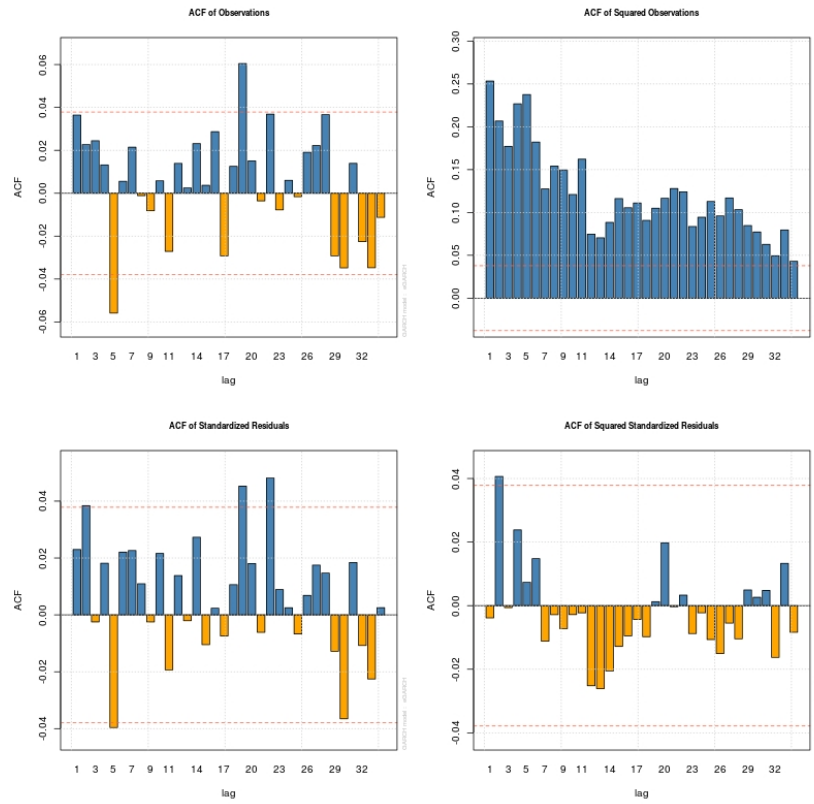 ACF of Observations
ACF
0.06
0.04
0.02
0.00
-0.02
-0.04
-0.06
1 3 5 7 9 11 14 17 20 23 26 29 32
lag
GARCH model : eGARCH
ACF of Squared Observations
ACF
0.30
0.25
0.20
0.15
0.10
0.05
0.00
1 3 5 7 9 11 14 17 20 23 26 29 32
lag
ACF of Standardized Residuals
ACF
0.04
0.02
0.00
-0.02
-0.04
1 3 5 7 9 11 14 17 20 23 26 29 32
lag
GARCH model : eGARCH
ACF of Squared Standardized Residuals
ACF
0.04
0.02
0.00
-0.02
-0.04
1 3 5 7 9 11 14 17 20 23 26 29 32
lag